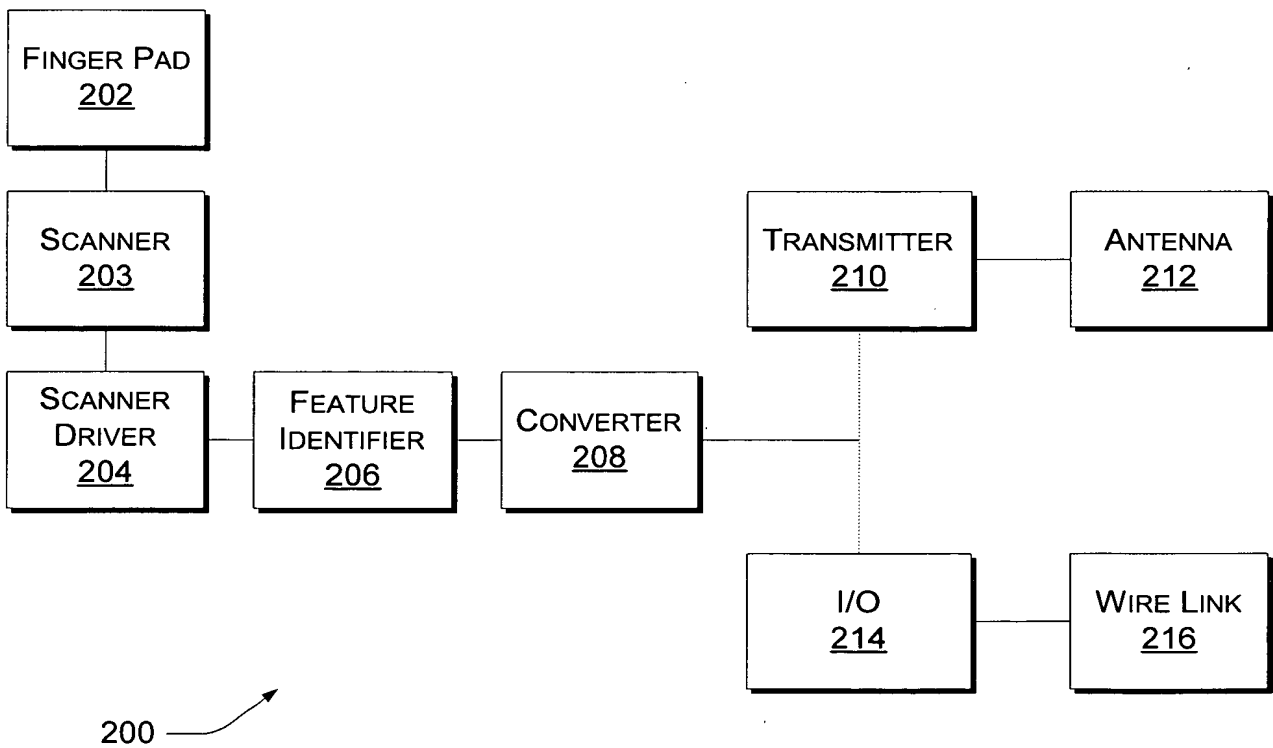 FINGER PAD
202
SCANNER
203
TRANSMITTER
210
ANTENNA
212
SCANNER
DRIVER
204
FEATURE
IDENTIFIER
206
CONVERTER
208
I/O
214
WIRE LINK
216
200